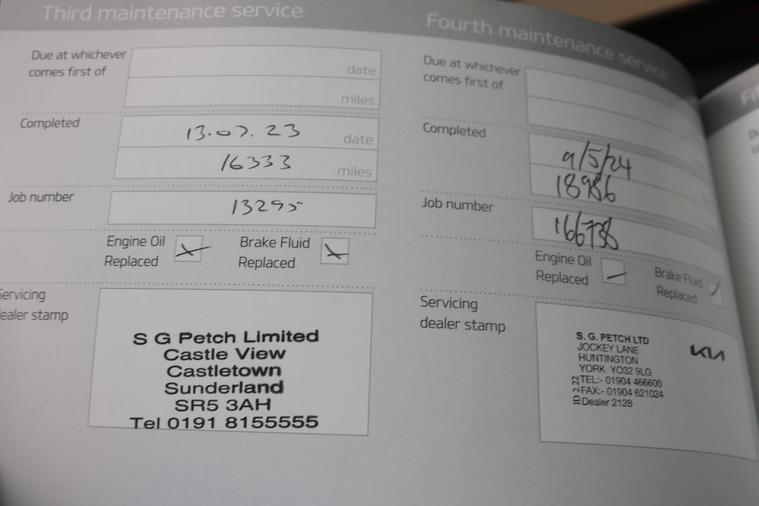 Third maintenance service
Due at whichever
comes first of
date
miles
Completed
13.07.23
date
16333
miles
Job number
13295
Engine Oil
Replaced
Brake Fluid
Replaced
Servicing
dealer stamp
S G Petch Limited
Castle View
Castletown
Sunderland
SR5 3AH
Tel 0191 8155555
Fourth maintenance service
Due at whichever
comes first of
Completed
9/5/24
18986
Job number
Engine Oil
Replaced
Brake Fluid
Replaced
Servicing
dealer stamp
S. G. PETCH LTD
JOCKEY LANE
HUNTINGTON
YORK YO32 9LG
TEL:- 01904 466600
FAX:- 01904 621024
Dealer 2128
KIA